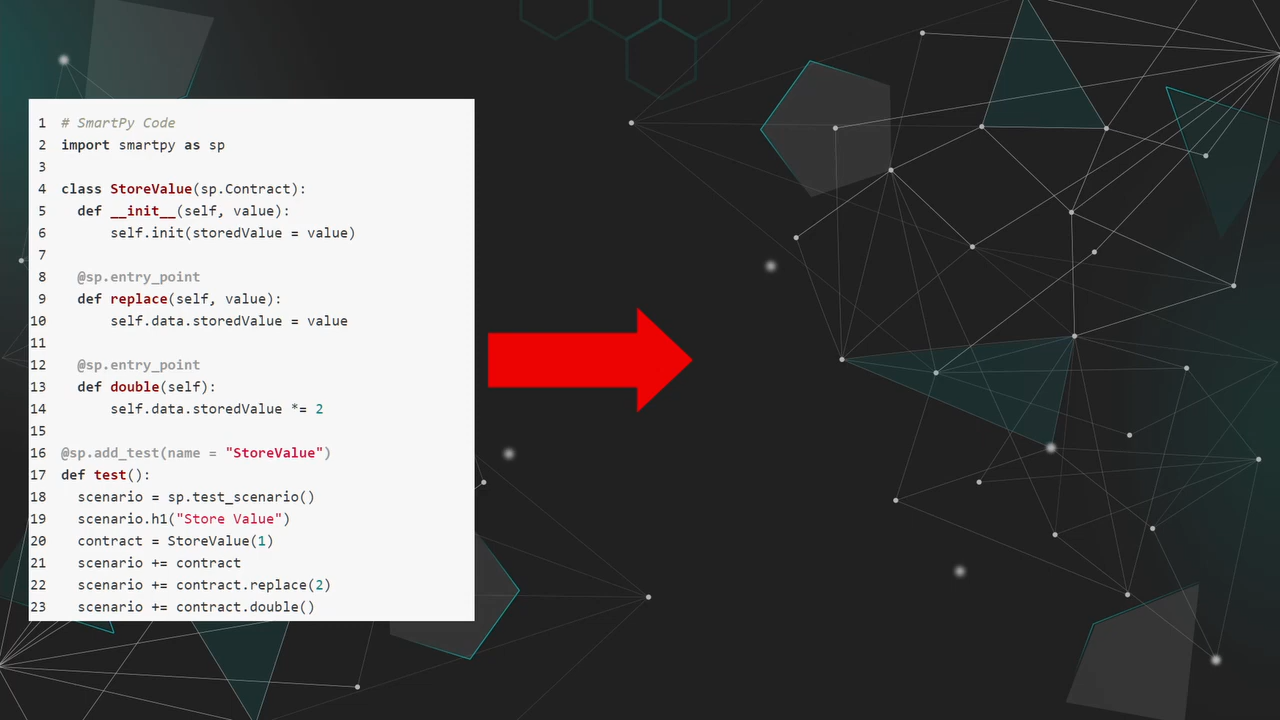 1 # SmartPy Code
2 import smartpy as sp
3
4 class StoreValue(sp.Contract):
5   def __init__(self, value):
6       self.init(storedValue = value)
7
8   @sp.entry_point
9   def replace(self, value):
10       self.data.storedValue = value
11
12   @sp.entry_point
13   def double(self):
14       self.data.storedValue *= 2
15
16 @sp.add_test(name = "StoreValue")
17 def test():
18   scenario = sp.test_scenario()
19   scenario.h1("Store Value")
20   contract = StoreValue(1)
21   scenario += contract
22   scenario += contract.replace(2)
23   scenario += contract.double()